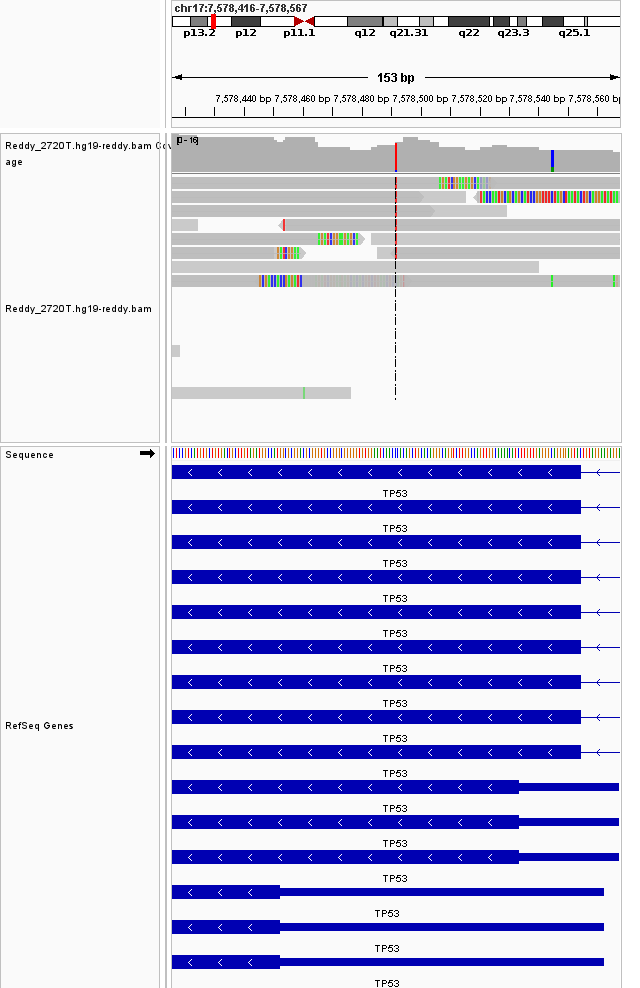 chr17:7,578,416-7,578,567
p13.2 p12 p11.1 q12 q21.31 q22 q23.3 q25.1
153 bp
7,578,440 bp 7,578,460 bp 7,578,480 bp 7,578,500 bp 7,578,520 bp 7,578,540 bp 7,578,560 bp
[0 - 16]
Reddy_2720T.hg19-reddy.bam Cov
age
Reddy_2720T.hg19-reddy.bam
Sequence
TP53
TP53
TP53
TP53
TP53
TP53
TP53
RefSeq Genes
TP53
TP53
TP53
TP53
TP53
TP53
TP53
TP53